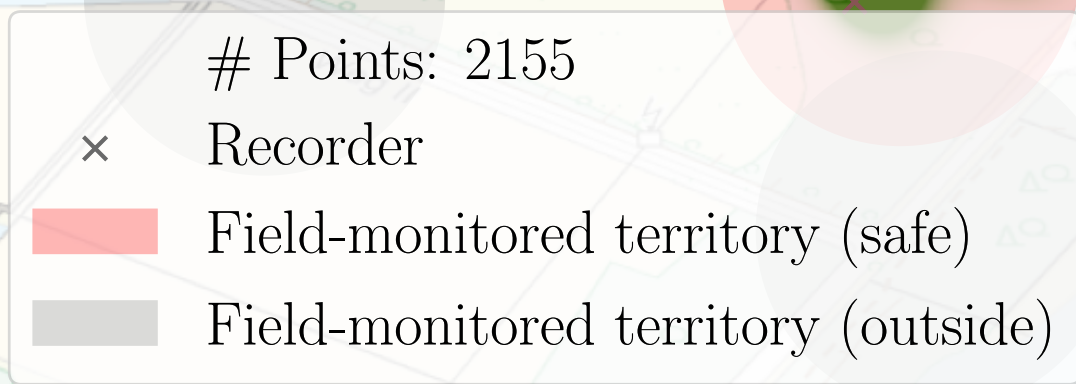 # Points: 2155
Recorder
Field-monitored territory (safe)
Field-monitored territory (outside)